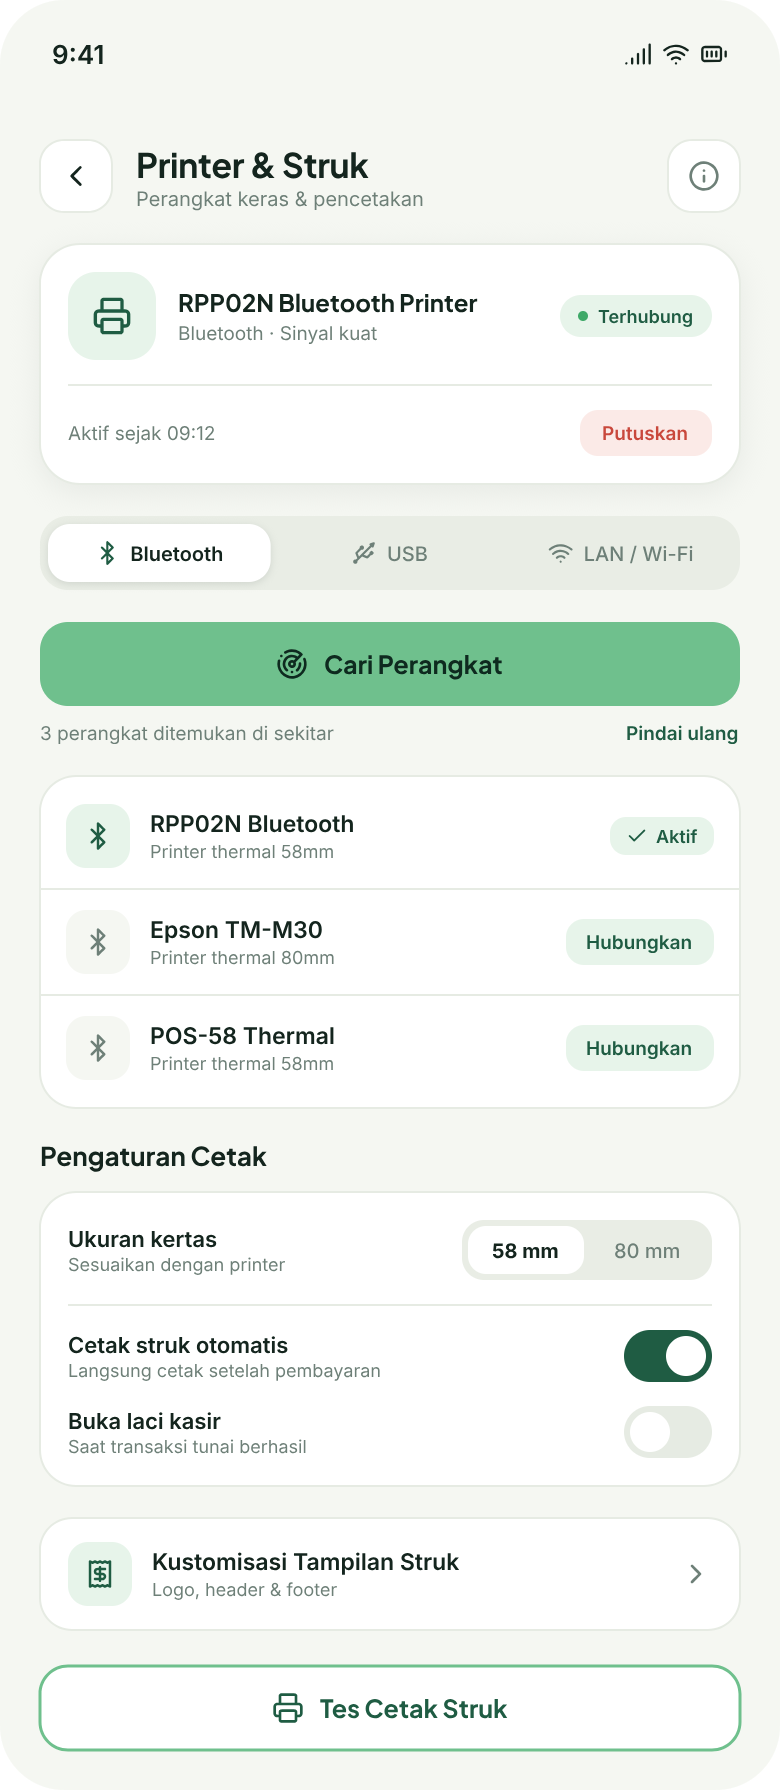 9:41
Printer & Struk
Perangkat keras & pencetakan
RPP02N Bluetooth Printer
Bluetooth · Sinyal kuat
Terhubung
Aktif sejak 09:12
Putuskan
Bluetooth
USB
LAN / Wi-Fi
Cari Perangkat
3 perangkat ditemukan di sekitar
Pindai ulang
RPP02N Bluetooth
Printer thermal 58mm
Aktif
Epson TM-M30
Printer thermal 80mm
Hubungkan
POS-58 Thermal
Printer thermal 58mm
Hubungkan
Pengaturan Cetak
Ukuran kertas
Sesuaikan dengan printer
58 mm
80 mm
Cetak struk otomatis
Langsung cetak setelah pembayaran
Buka laci kasir
Saat transaksi tunai berhasil
Kustomisasi Tampilan Struk
Logo, header & footer
Tes Cetak Struk